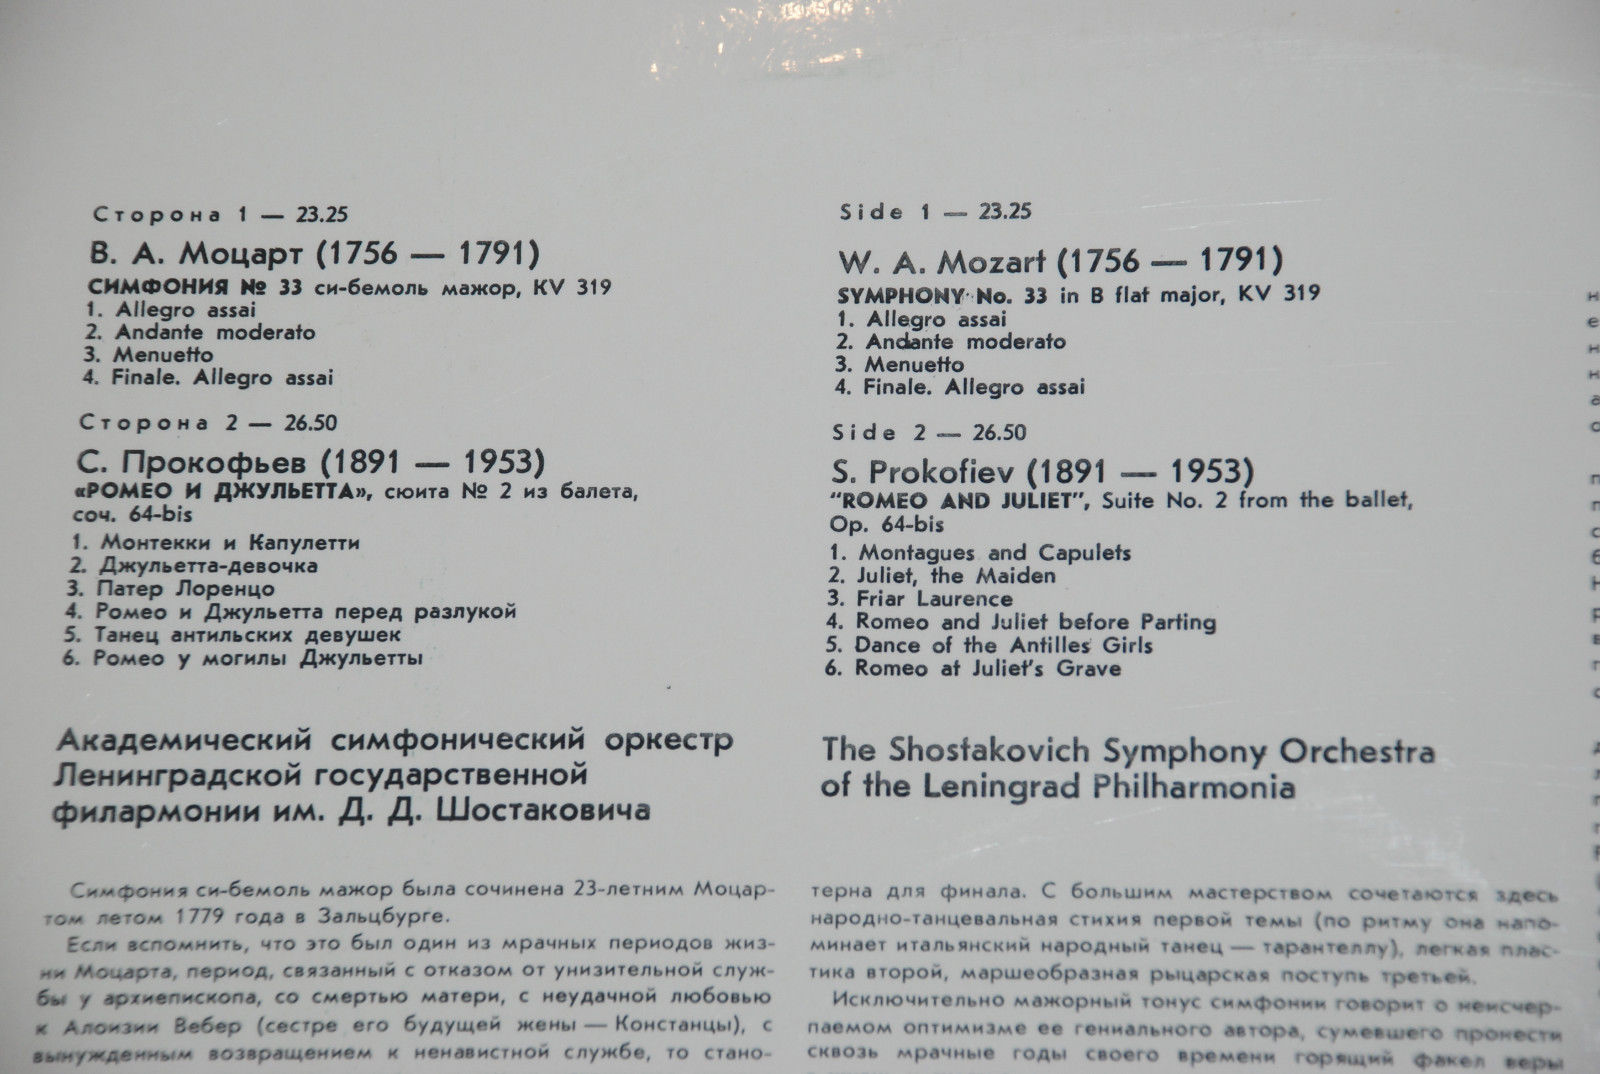 Сторона 1 — 23.25
В. А. Моцарт (1756 — 1791)
СИМФОНИЯ № 33 си-бемоль мажор, KV 319
1. Allegro assai
2. Andante moderato
3. Menuetto
4. Finale. Allegro assai
Сторона 2 — 26.50
С. Прокофьев (1891 — 1953)
«РОМЕО И ДЖУЛЬЕТТА», сюита № 2 из балета,
соч. 64-bis
1. Монтекки и Капулетти
2. Джульетта-девочка
3. Патер Лоренцо
4. Ромео и Джульетта перед разлукой
5. Танец антильских девушек
6. Ромео у могилы Джульетты
Академический симфонический оркестр
Ленинградской государственной
филармонии им. Д. Д. Шостаковича
Симфония си-бемоль мажор была сочинена 23-летним Моцар-
том летом 1779 года в Зальцбурге.
Если вспомнить, что это был один из мрачных периодов жиз-
ни Моцарта, период, связанный с отказом от унизительной служ-
бы у архиепископа, со смертью матери, с неудачной любовью
к Алоизии Вебер (сестре его будущей жены — Констанцы), с
вынужденным возвращением к ненавистной службе, то стано-
Side 1 — 23.25
W. A. Mozart (1756 — 1791)
SYMPHONY No. 33 in B flat major, KV 319
1. Allegro assai
2. Andante moderato
3. Menuetto
4. Finale. Allegro assai
Side 2 — 26.50
S. Prokofiev (1891 — 1953)
"ROMEO AND JULIET", Suite No. 2 from the ballet,
Op. 64-bis
1. Montagues and Capulets
2. Juliet, the Maiden
3. Friar Laurence
4. Romeo and Juliet before Parting
5. Dance of the Antilles Girls
6. Romeo at Juliet's Grave
The Shostakovich Symphony Orchestra
of the Leningrad Philharmonia
терна для финала. С большим мастерством сочетаются здесь
народно-танцевальная стихия первой темы (по ритму она напо-
минает итальянский народный танец — тарантеллу), легкая плас-
тика второй, маршеобразная рыцарская поступь третьей.
Исключительно мажорный тонус симфонии говорит о неисчер-
паемом оптимизме ее гениального автора, сумевшего пронести
сквозь мрачные годы своего времени горящий факел веры